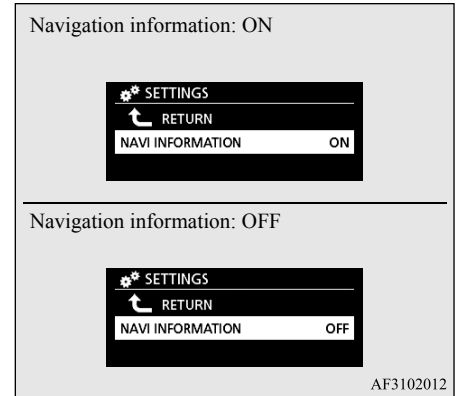 Navigation information: ON
SETTINGS
RETURN
NAVI INFORMATION ON
Navigation information: OFF
SETTINGS
RETURN
NAVI INFORMATION OFF
AF3102012